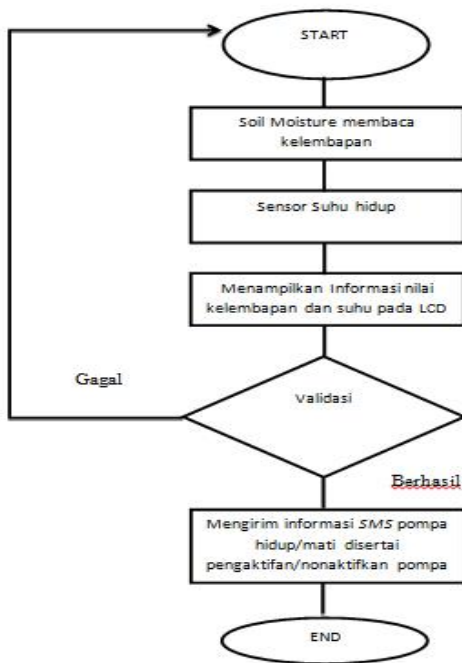 START
Soil Moisture membaca
kelembapan
Sensor Suhu hidup
Menampilkan Informasi nilai
kelembapan dan suhu pada LCD
Gagal
Validasi
Berhasil
Mengirim informasi SMS pompa
hidup/mati disertai
pengaktifan/nonaktifkan pompa
END